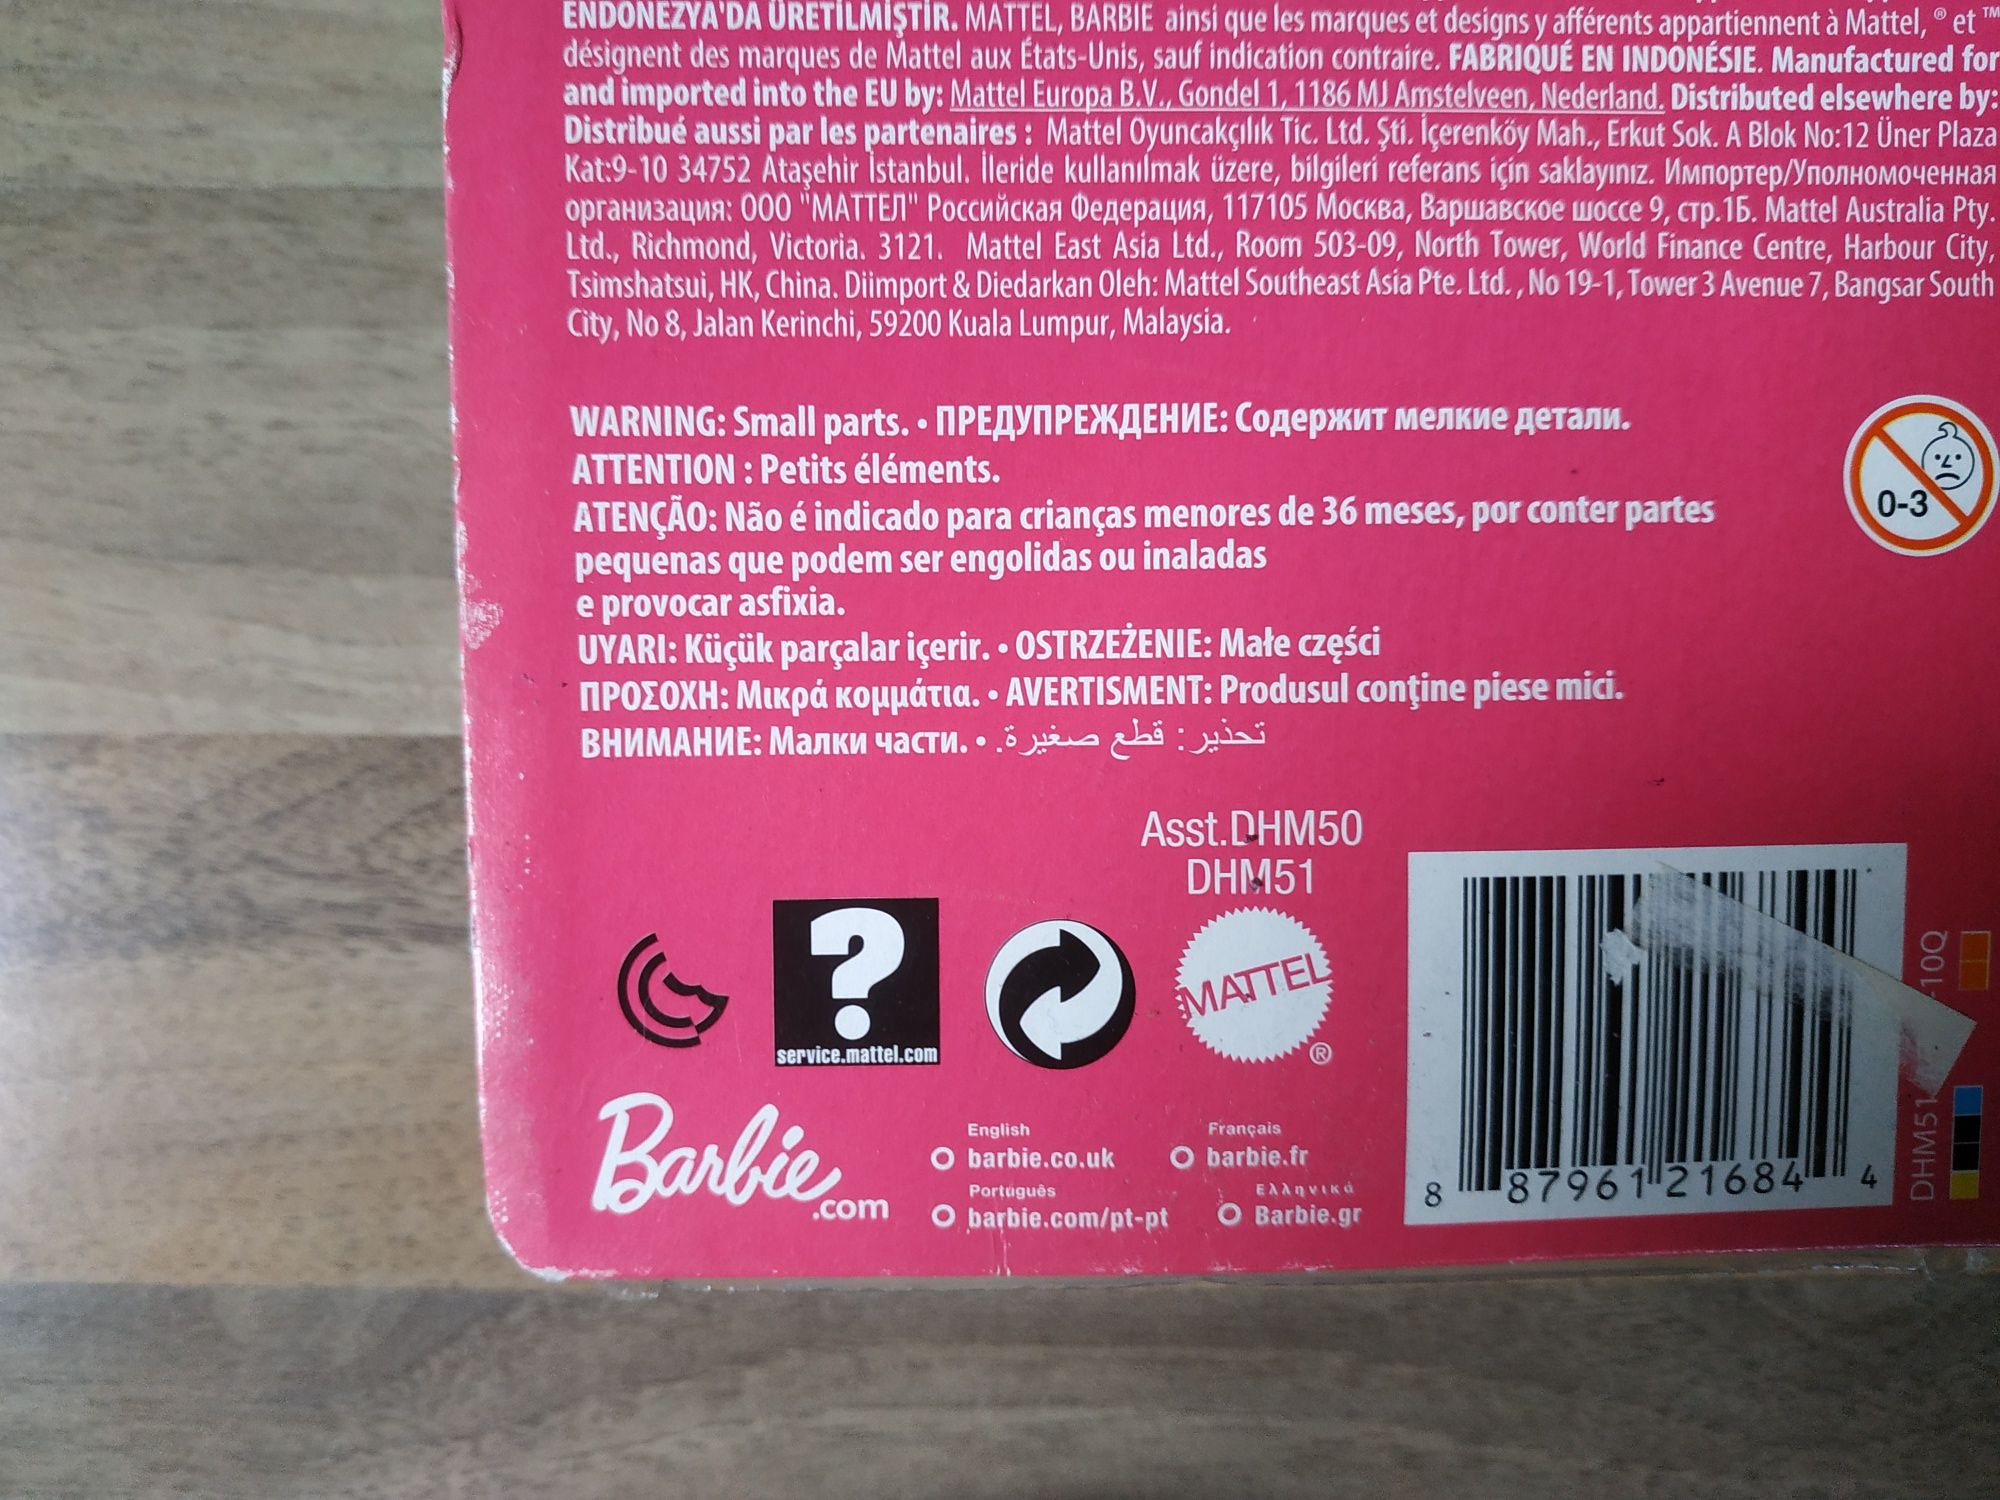 ENDONEZYA'DA ÜRETİLMİŞTİR. MATTEL, BARBIE ainsi que les marques et designs y afférents appartiennent à Mattel, ® et ™
désignent des marques de Mattel aux États-Unis, sauf indication contraire. FABRIQUÉ EN INDONÉSIE. Manufactured for
and imported into the EU by: Mattel Europa B.V., Gondel 1, 1186 MJ Amstelveen, Nederland. Distributed elsewhere by:
Distribué aussi par les partenaires : Mattel Oyuncakçılık Tic. Ltd. Şti. İçerenköy Mah., Erkut Sok. A Blok No:12 Üner Plaza
Kat:9-10 34752 Ataşehir İstanbul. İleride kullanılmak üzere, bilgileri referans için saklayınız. Импортер/Уполномоченная
организация: ООО "МАТТЕЛ" Российская Федерация, 117105 Москва, Варшавское шоссе 9, стр.1Б. Mattel Australia Pty.
Ltd., Richmond, Victoria. 3121. Mattel East Asia Ltd., Room 503-09, North Tower, World Finance Centre, Harbour City,
Tsimshatsui, HK, China. Diimport & Diedarkan Oleh: Mattel Southeast Asia Pte. Ltd. , No 19-1, Tower 3 Avenue 7, Bangsar South
City, No 8, Jalan Kerinchi, 59200 Kuala Lumpur, Malaysia.
WARNING: Small parts. • ПРЕДУПРЕЖДЕНИЕ: Содержит мелкие детали.
ATTENTION : Petits éléments.
ATENÇÃO: Não é indicado para crianças menores de 36 meses, por conter partes
pequenas que podem ser engolidas ou inaladas
e provocar asfixia.
0-3
UYARI: Küçük parçalar içerir. • OSTRZEŻENIE: Małe części
ΠΡΟΣΟΧΗ: Μικρά κομμάτια. • AVERTISMENT: Produsul conţine piese mici.
ВНИМАНИЕ: Малки части. • تحذير: قطع صغيرة.
Asst.DHM50
DHM51
?
service.mattel.com
MATTEL
®
Barbie
.com
English
barbie.co.uk
Français
barbie.fr
Português
barbie.com/pt-pt
Ελληνικά
Barbie.gr
8 87961 21684 4
DHM51 -10Q